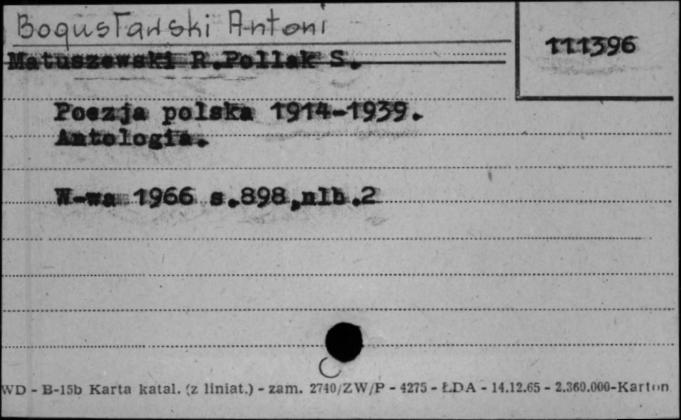 Bogusławski Antoni
111396
Matuszewski R.Pollak S.
Poezja polska 1914-1939.
Antologia.
W-wa 1966 s.898,nlb.2
WD - B-15b Karta katal. (z liniat.) - zam. 2740/ZW/P - 4275 - ŁDA - 14.12.65 - 2.360.000-Karton